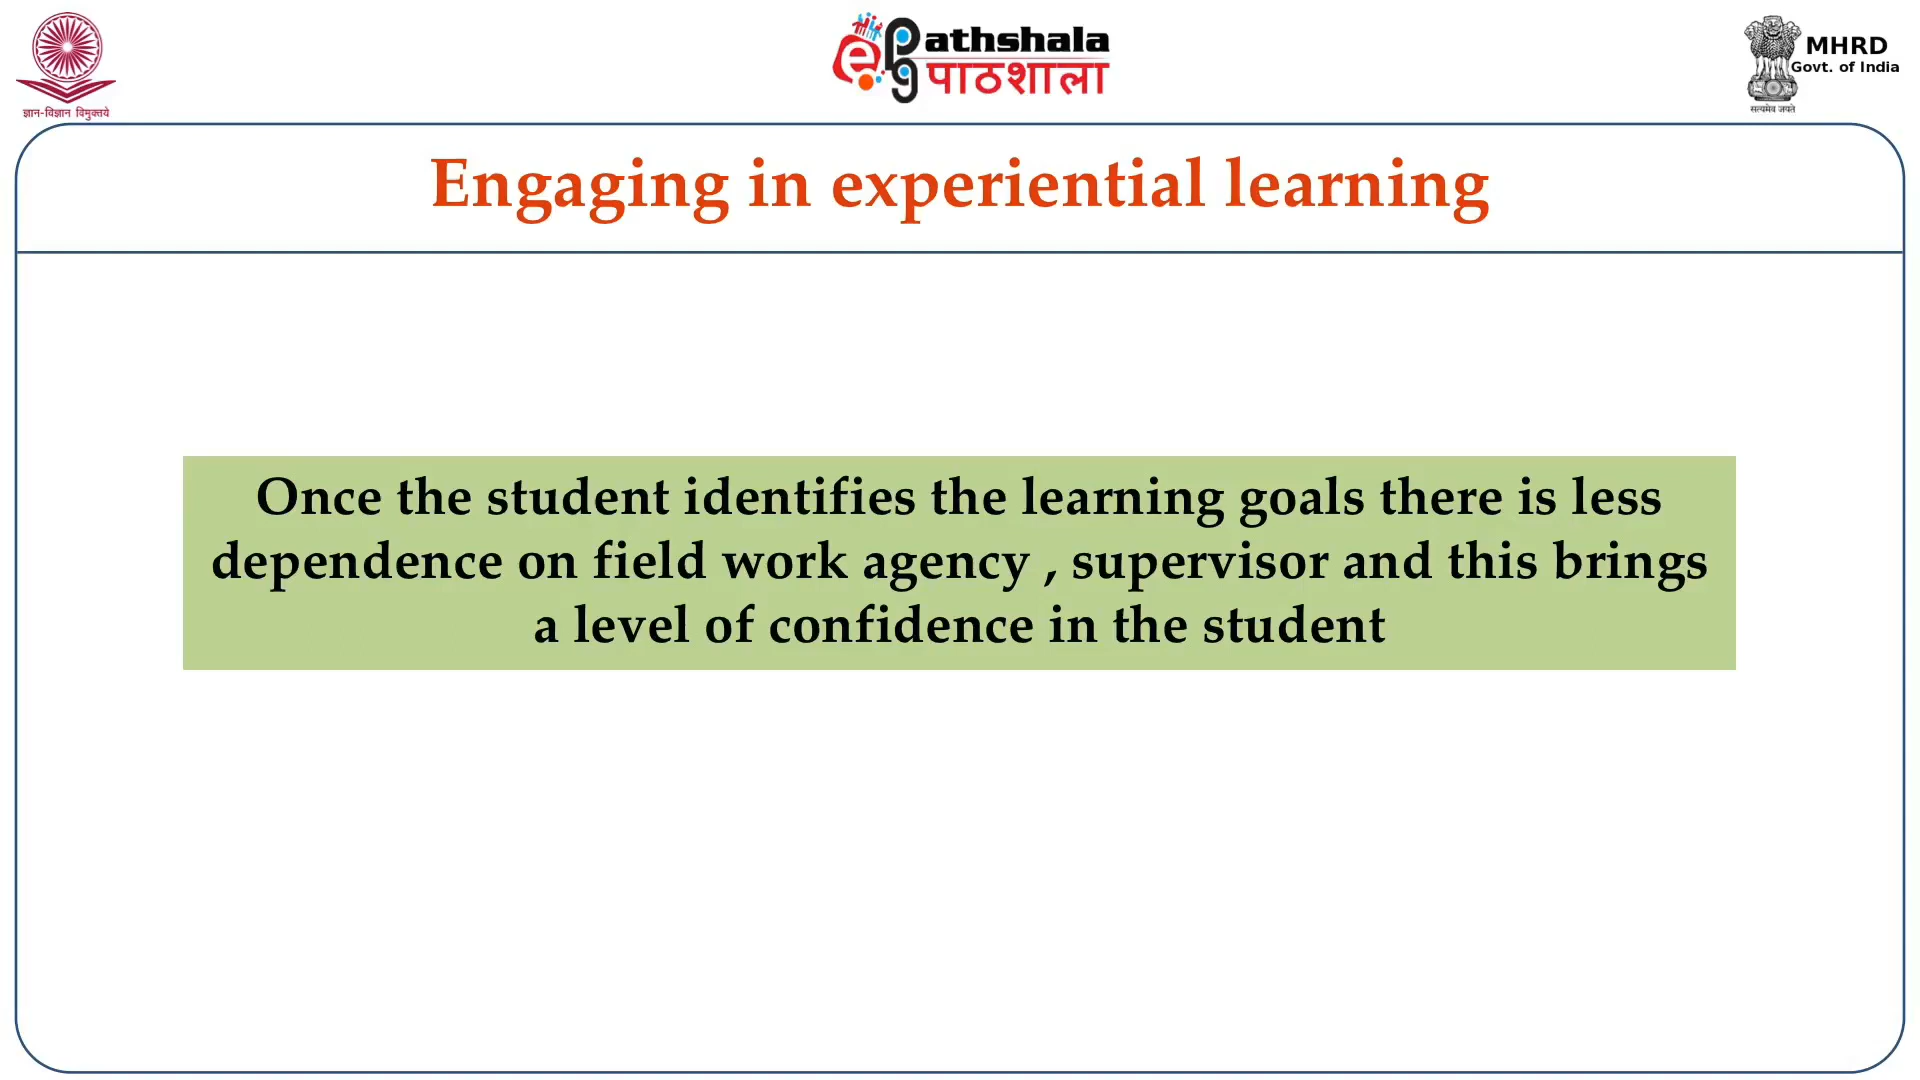 ज्ञान-विज्ञान विमुक्तये
e pg Pathshala
पाठशाला
MHRD
Govt. of India
सत्यमेव जयते
Engaging in experiential learning
Once the student identifies the learning goals there is less
dependence on field work agency , supervisor and this brings
a level of confidence in the student